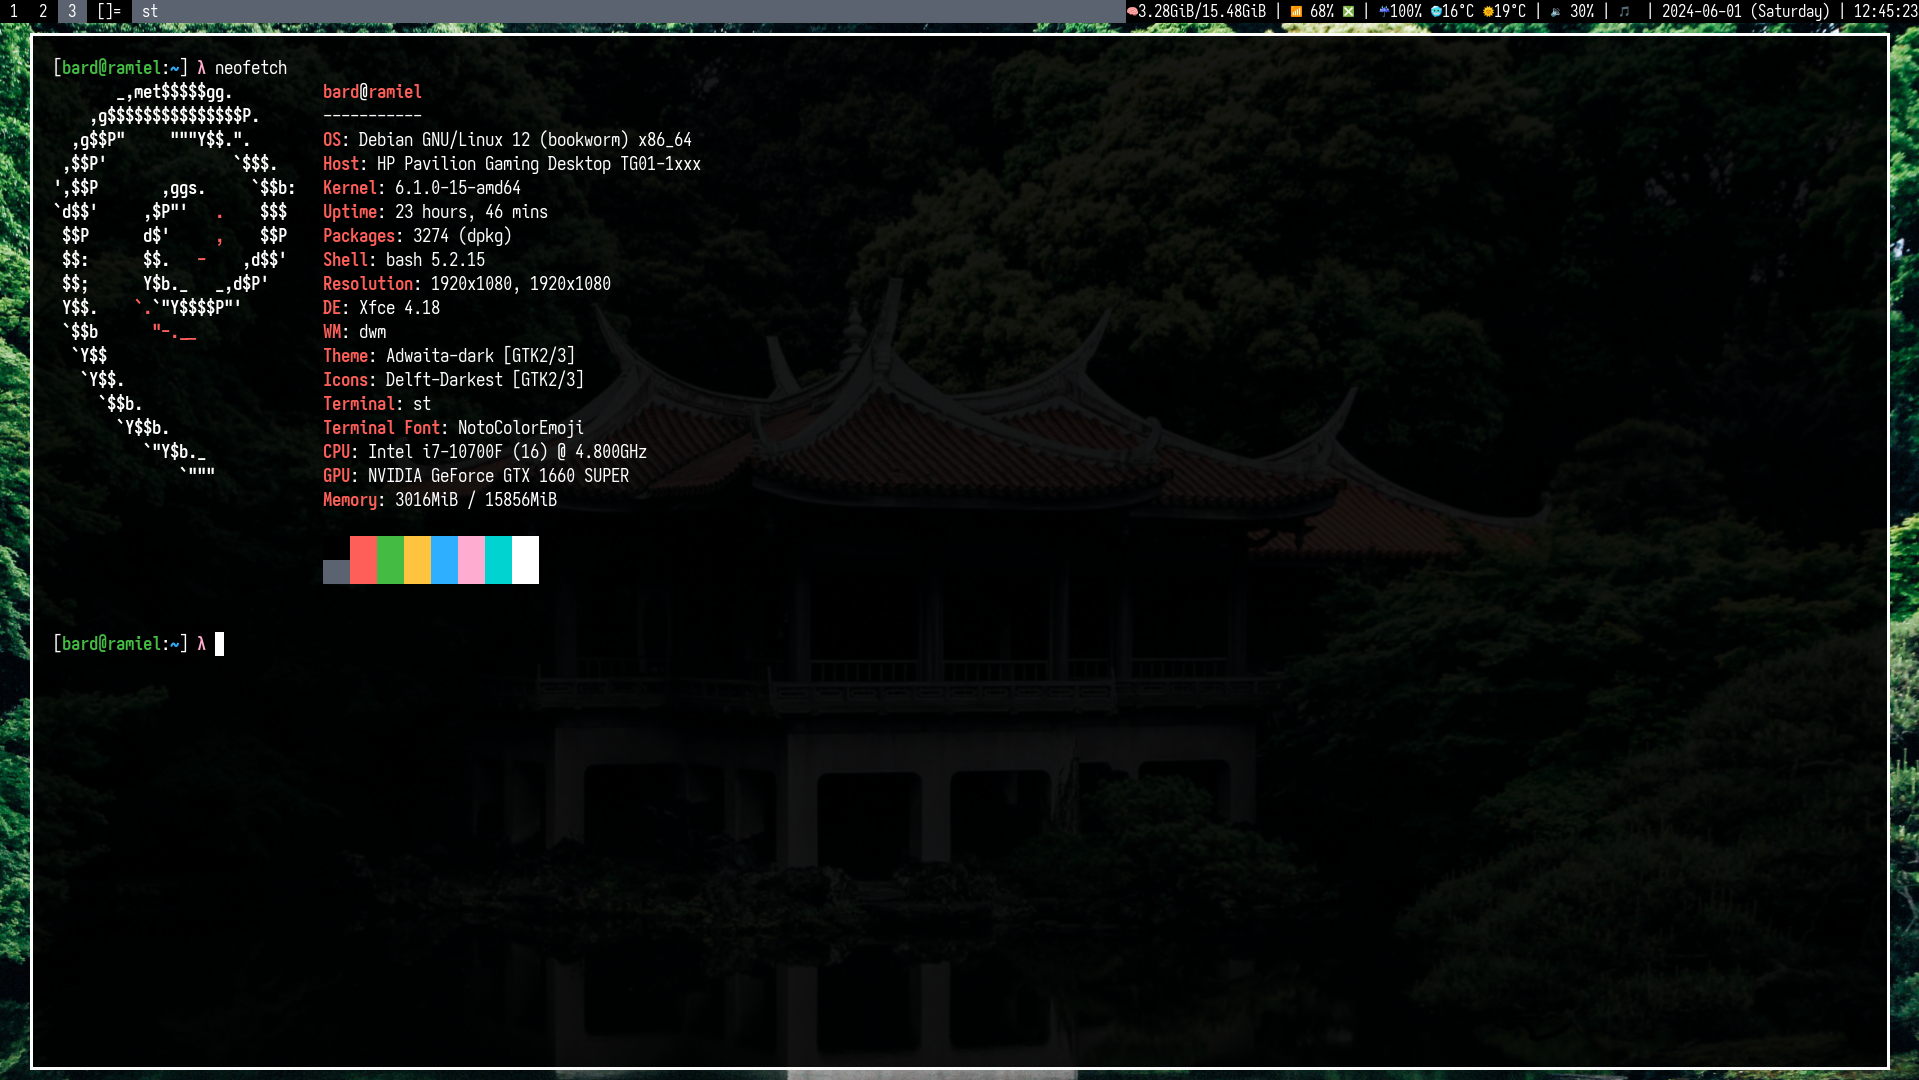 1 2 3 []= st 🧠3.28GiB/15.48GiB | 📶 68% ❎ | ☔100% 🥶16°C 🌞19°C | 🔉 30% | 🎵 | 2024-06-01 (Saturday) | 12:45:23
[bard@ramiel:~] λ neofetch
       _,met$$$$$gg.          bard@ramiel
    ,g$$$$$$$$$$$$$$$P.       -----------
  ,g$$P"     """Y$$.".        OS: Debian GNU/Linux 12 (bookworm) x86_64
 ,$$P'              `$$$.     Host: HP Pavilion Gaming Desktop TG01-1xxx
',$$P       ,ggs.     `$$b:   Kernel: 6.1.0-15-amd64
`d$$'     ,$P"'   .    $$$    Uptime: 23 hours, 46 mins
 $$P      d$'     ,    $$P    Packages: 3274 (dpkg)
 $$:      $$.   -    ,d$$'    Shell: bash 5.2.15
 $$;      Y$b._   _,d$P'      Resolution: 1920x1080, 1920x1080
 Y$$.    `.`"Y$$$$P"'         DE: Xfce 4.18
 `$$b      "-.__              WM: dwm
  `Y$$                        Theme: Adwaita-dark [GTK2/3]
   `Y$$.                      Icons: Delft-Darkest [GTK2/3]
     `$$b.                    Terminal: st
       `Y$$b.                 Terminal Font: NotoColorEmoji
          `"Y$b._             CPU: Intel i7-10700F (16) @ 4.800GHz
              `"""            GPU: NVIDIA GeForce GTX 1660 SUPER
                              Memory: 3016MiB / 15856MiB
[bard@ramiel:~] λ